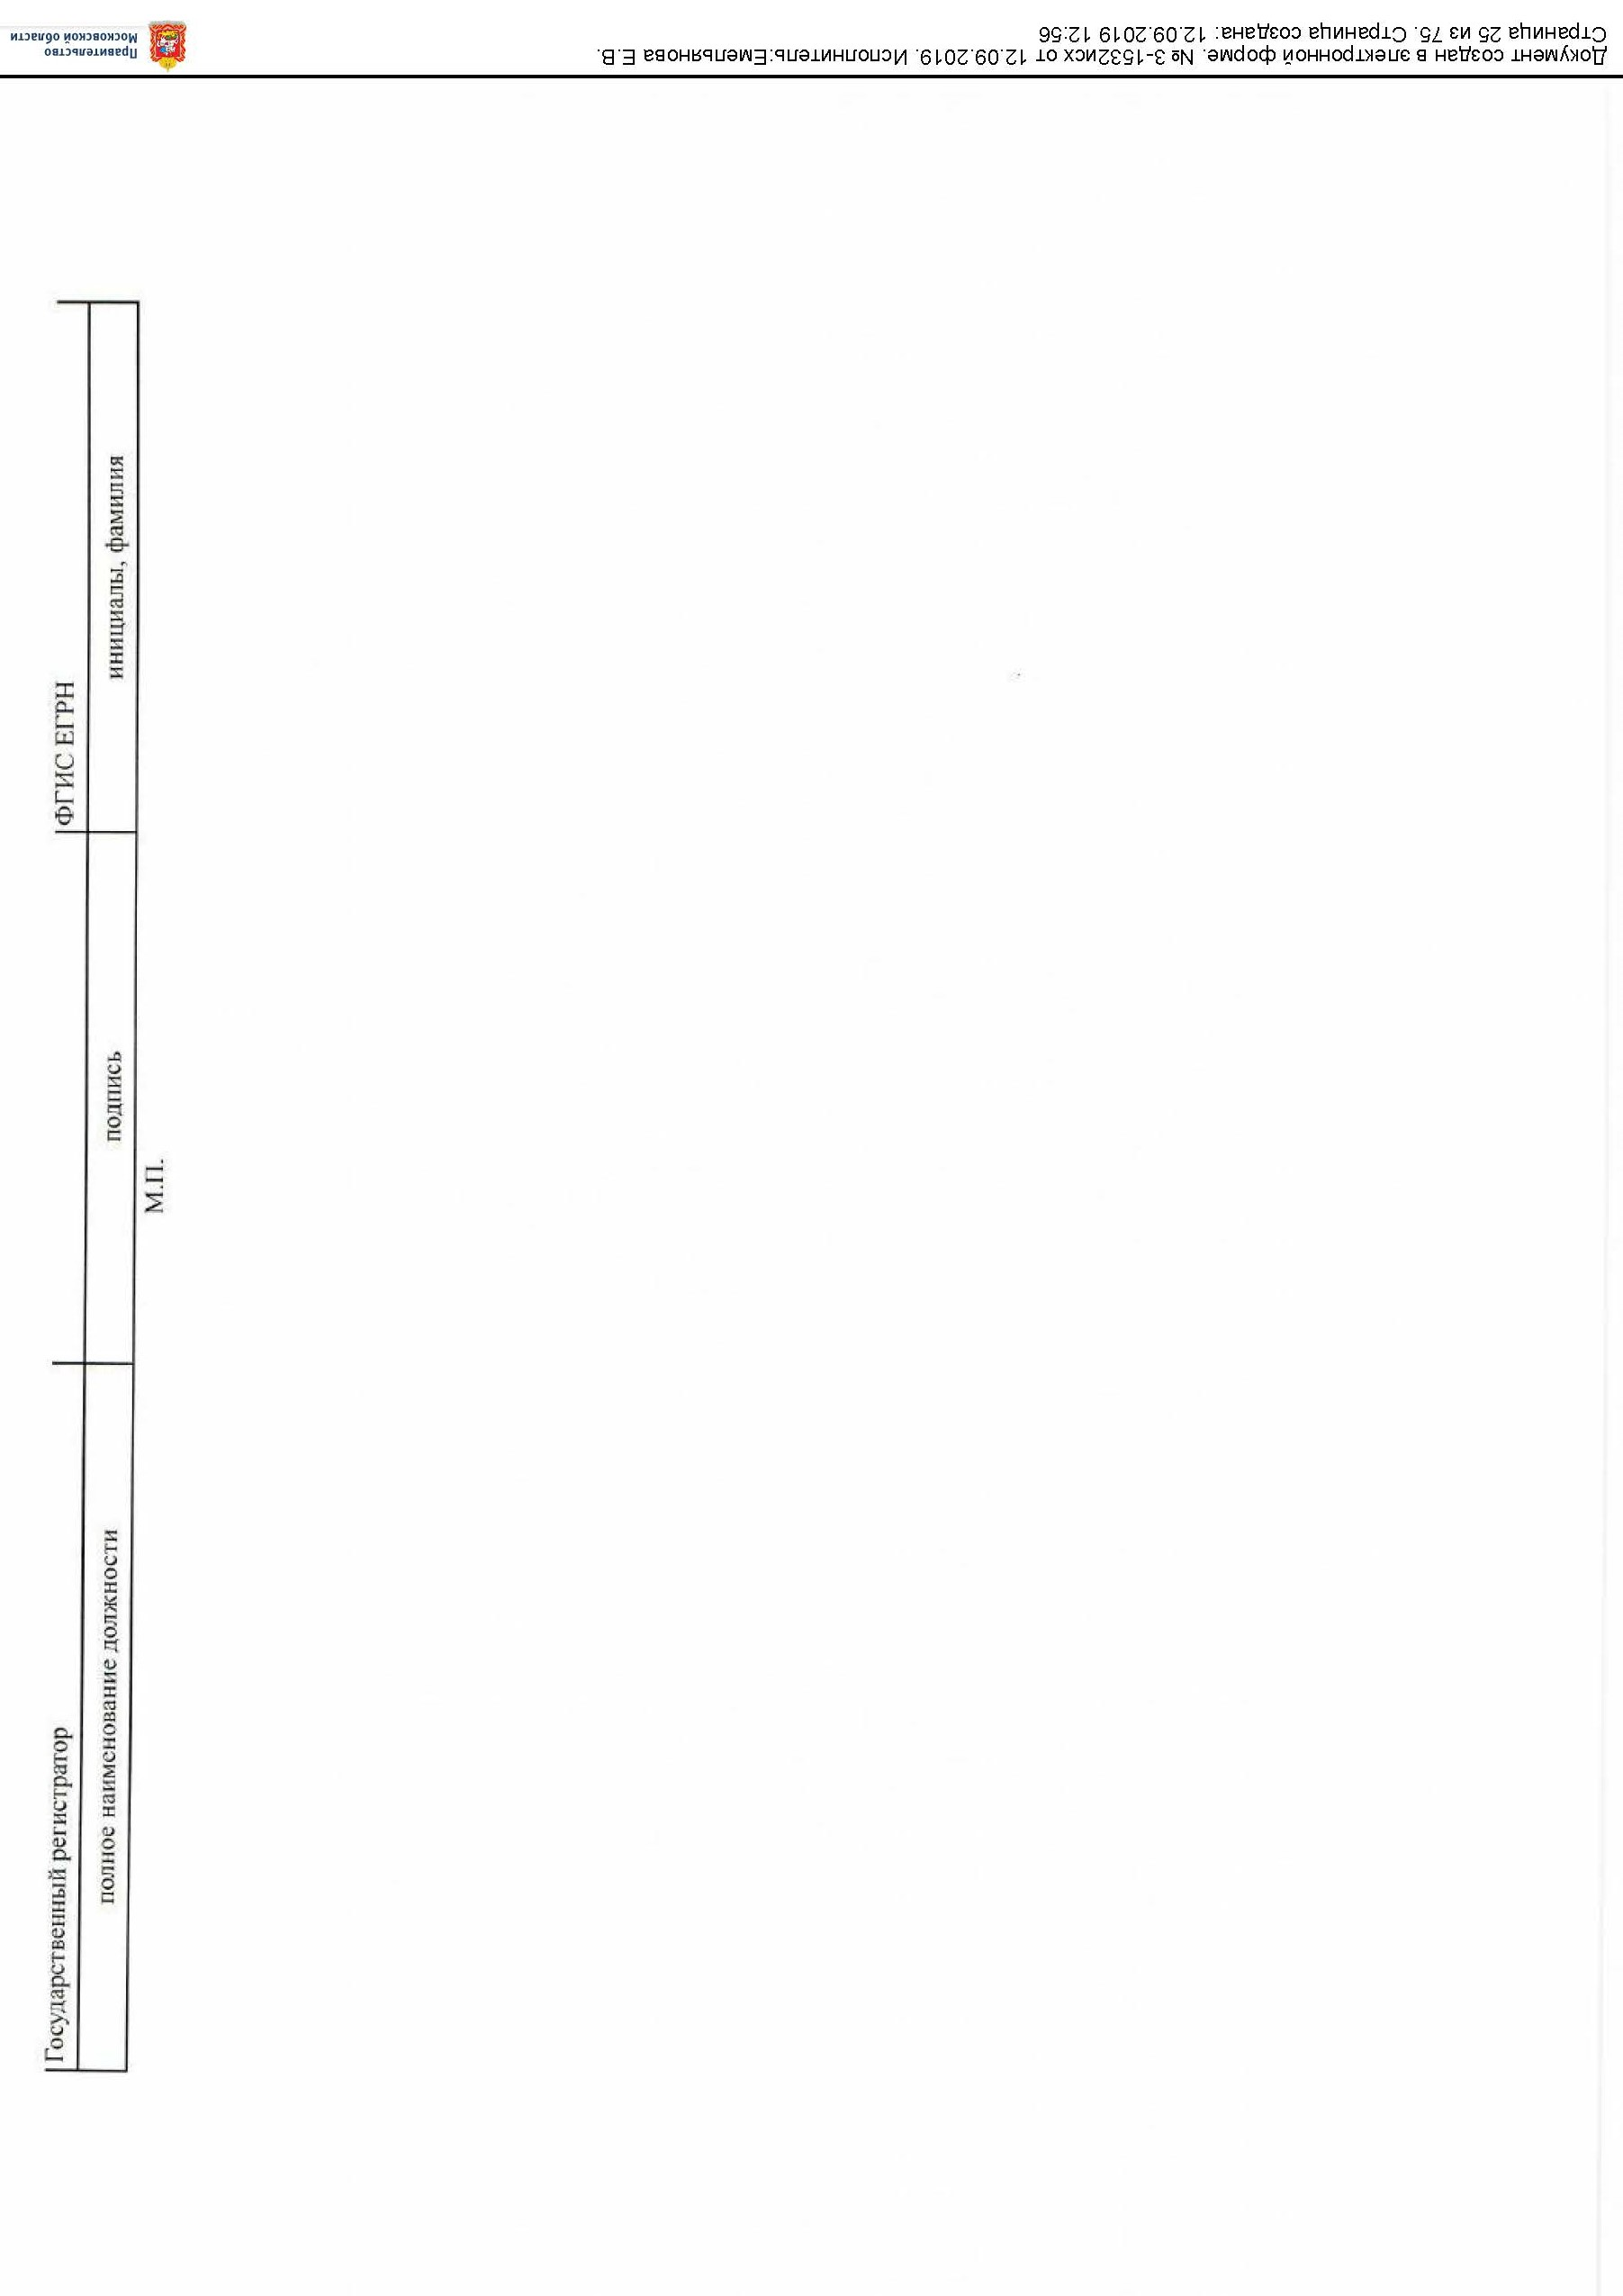 Государственный регистратор
ФГИС ЕГРН
полное наименование должности
подпись
инициалы, фамилия
М.П.
Документ создан в электронной форме. № 3-1532исх от 12.09.2019. Исполнитель:Емельянова Е.В.
Страница 25 из 75. Страница создана: 12.09.2019 12:56
Правительство
Московской области